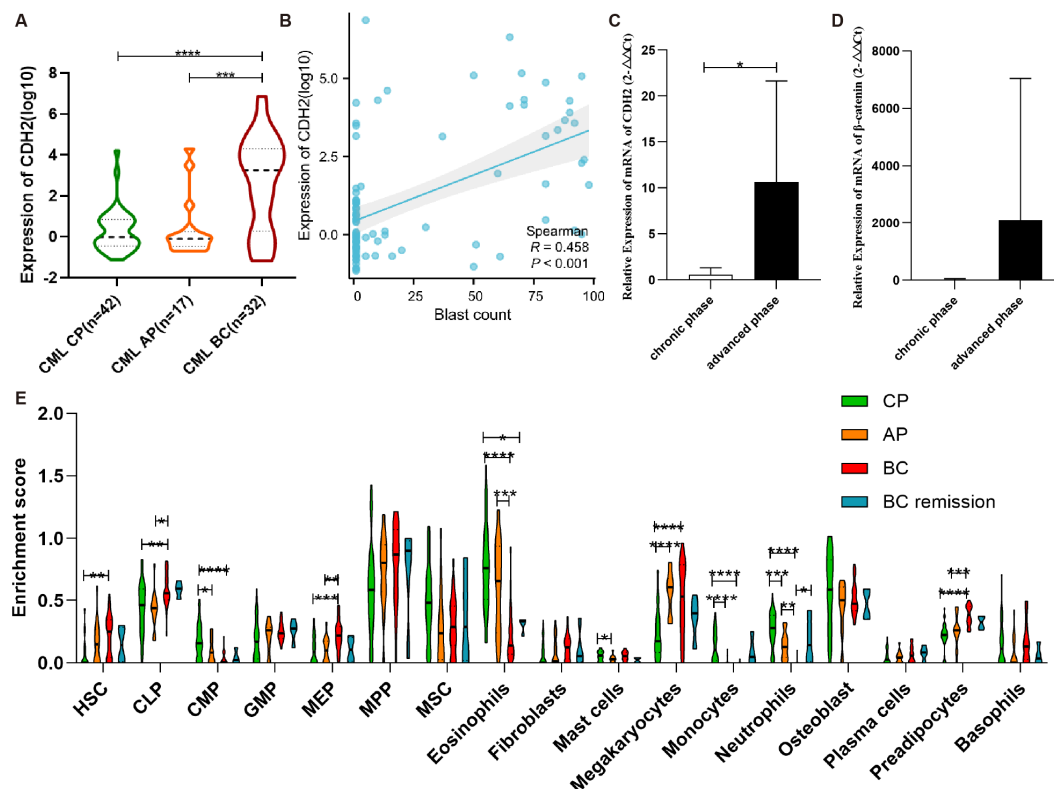 A
Expression of CDH2(log10)
8
6
4
2
0
-2
****
***
CML CP(n=42)
CML AP(n=17)
CML BC(n=32)
B
Expression of CDH2(log10)
5.0
2.5
0.0
Spearman
R = 0.458
P < 0.001
0
25
50
75
100
Blast count
C
Relative Expression of mRNA of CDH2 (2-△△Ct)
25
20
15
10
5
0
*
chronic phase
advanced phase
D
Relative Expression of mRNA of β-catenin (2-△△Ct)
8000
6000
4000
2000
0
chronic phase
advanced phase
E
Enrichment score
2.0
1.5
1.0
0.5
0.0
**
*
**
****
*
**
***
*
****
***
*
****
****
****
****
****
***
*
**
***
****
CP
AP
BC
BC remission
HSC
CLP
CMP
GMP
MEP
MPP
MSC
Eosinophils
Fibroblasts
Mast cells
Megakaryocytes
Monocytes
Neutrophils
Osteoblast
Plasma cells
Preadipocytes
Basophils